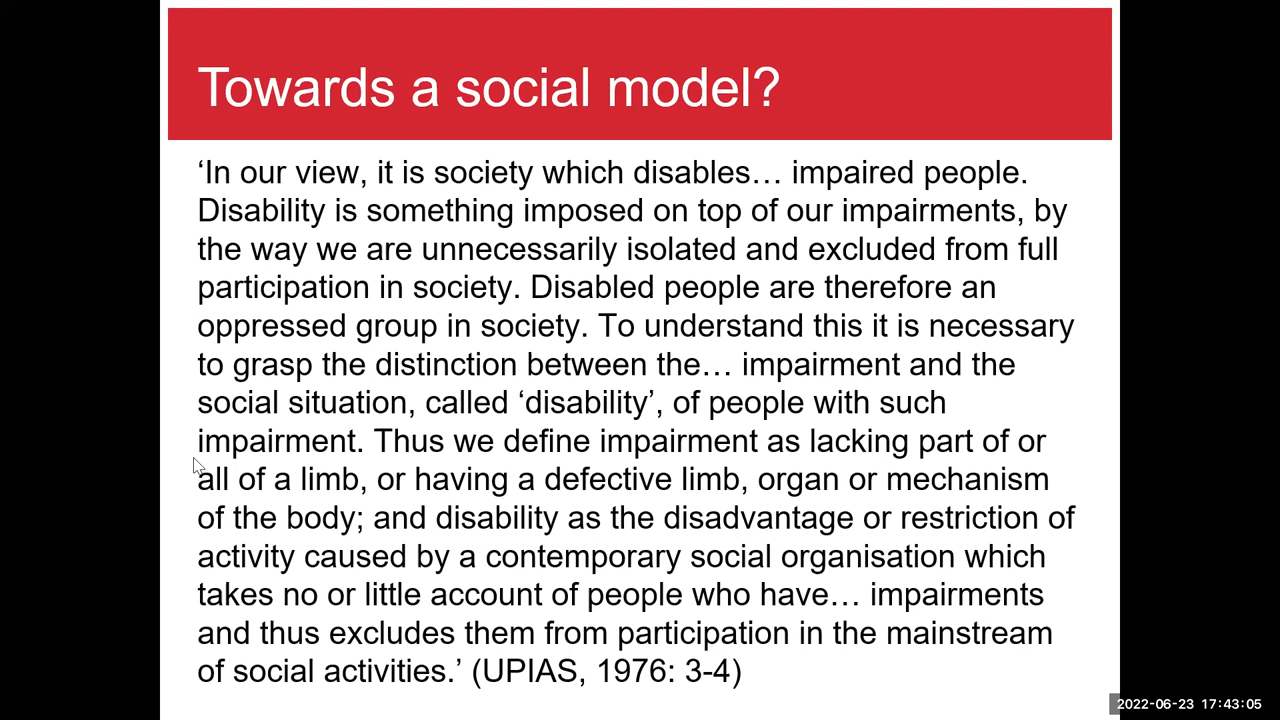 Towards a social model?
‘In our view, it is society which disables… impaired people.
Disability is something imposed on top of our impairments, by
the way we are unnecessarily isolated and excluded from full
participation in society. Disabled people are therefore an
oppressed group in society. To understand this it is necessary
to grasp the distinction between the… impairment and the
social situation, called ‘disability’, of people with such
impairment. Thus we define impairment as lacking part of or
all of a limb, or having a defective limb, organ or mechanism
of the body; and disability as the disadvantage or restriction of
activity caused by a contemporary social organisation which
takes no or little account of people who have… impairments
and thus excludes them from participation in the mainstream
of social activities.’ (UPIAS, 1976: 3-4)
2022-06-23 17:43:05